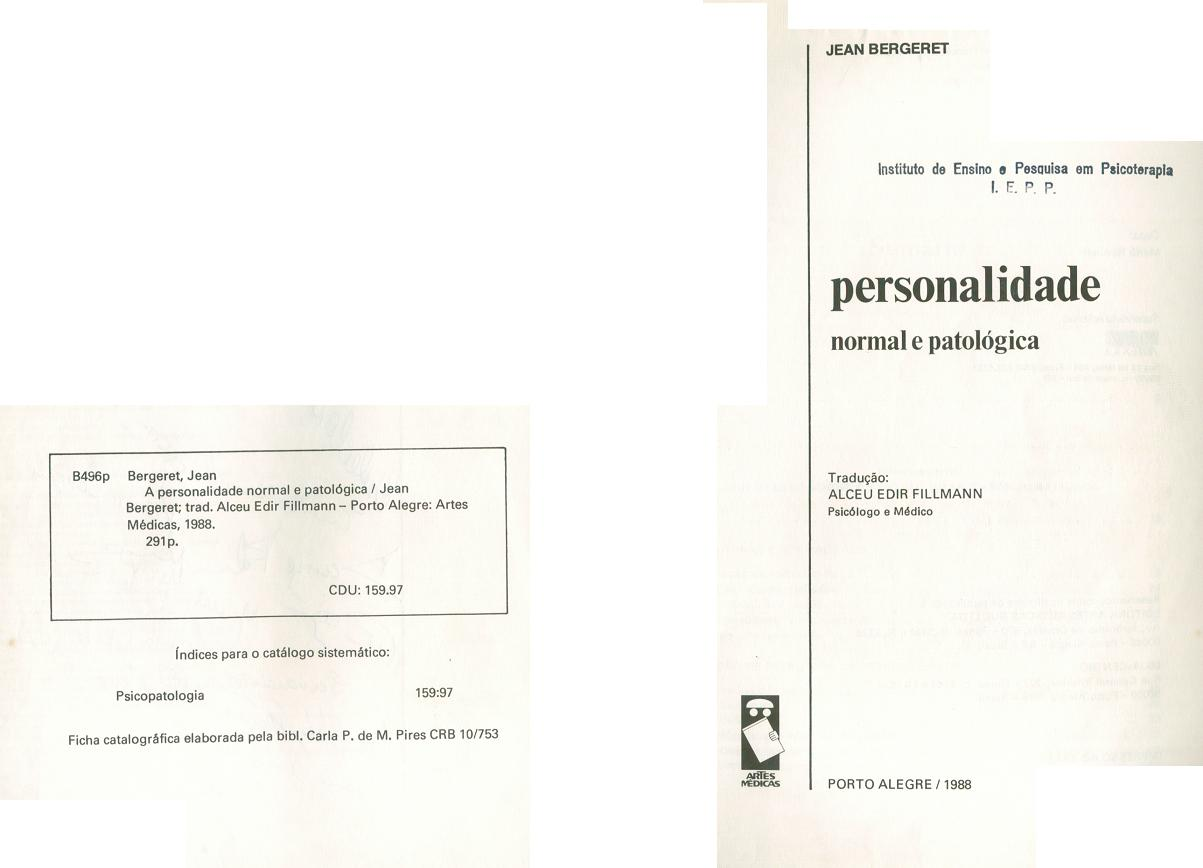 B496p Bergeret, Jean
A personalidade normal e patológica / Jean
Bergeret; trad. Alceu Edir Fillmann – Porto Alegre: Artes
Médicas, 1988.
291p.
CDU: 159.97
Índices para o catálogo sistemático:
Psicopatologia 159:97
Ficha catalográfica elaborada pela bibl. Carla P. de M. Pires CRB 10/753
JEAN BERGERET
Instituto de Ensino e Pesquisa em Psicoterapia
I. E. P. P.
personalidade
normal e patológica
Tradução:
ALCEU EDIR FILLMANN
Psicólogo e Médico
ARTES
MÉDICAS
PORTO ALEGRE / 1988